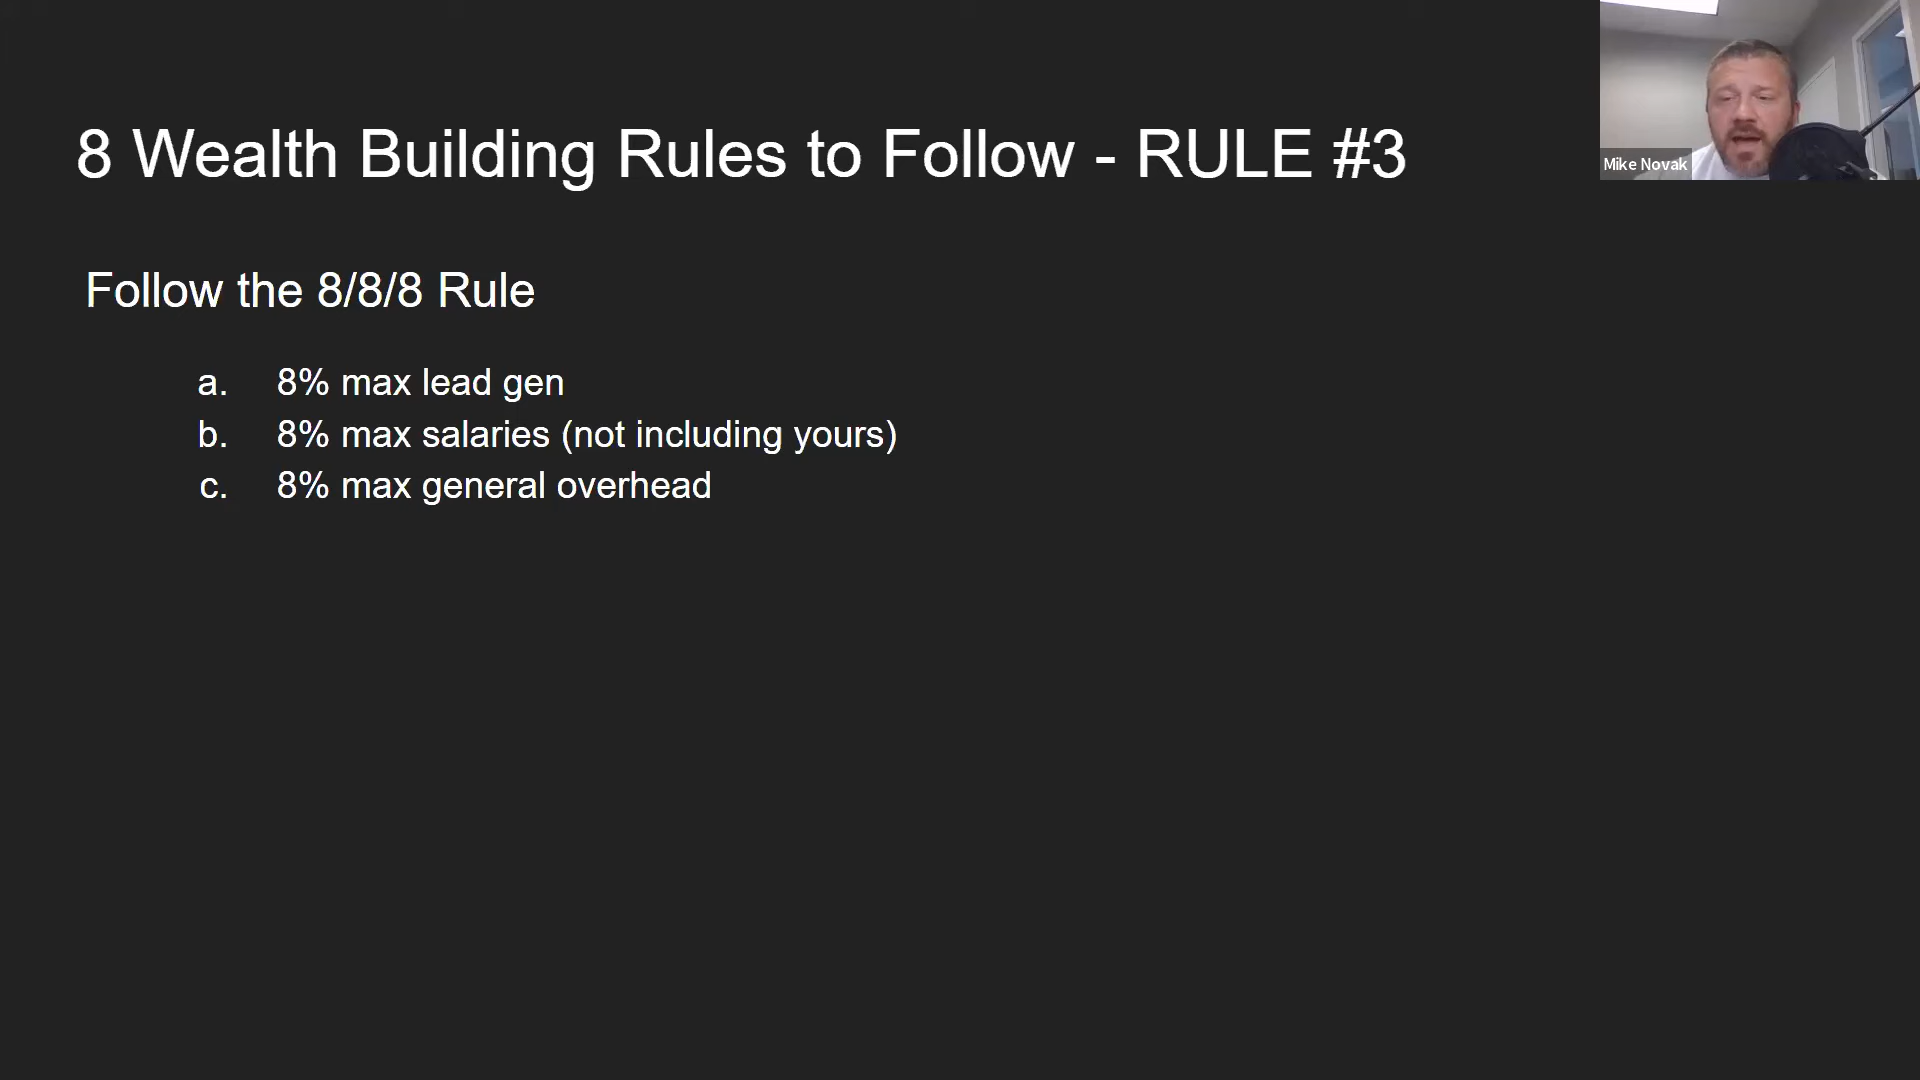 8 Wealth Building Rules to Follow - RULE #3
Mike Novak
Follow the 8/8/8 Rule
a. 8% max lead gen
b. 8% max salaries (not including yours)
c. 8% max general overhead